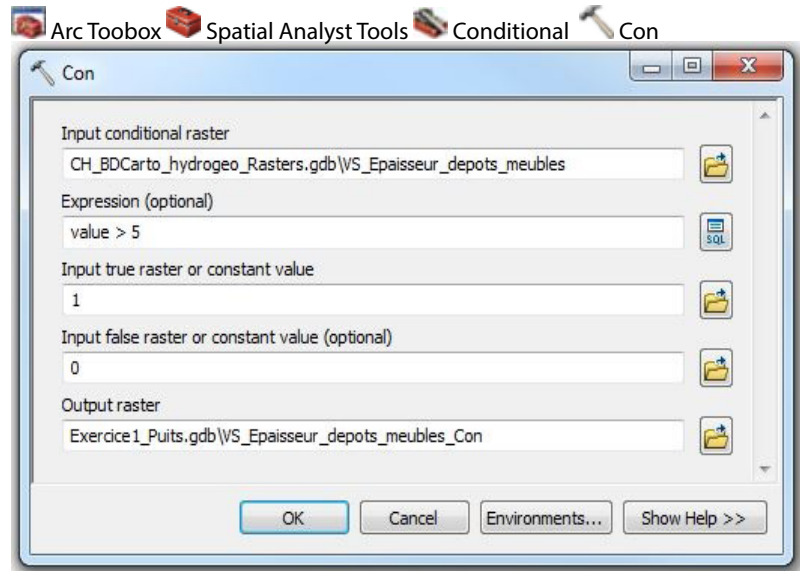 Arc Toobox Spatial Analyst Tools Conditional Con
Con
Input conditional raster
CH_BDCarto_hydrogeo_Rasters.gdb\VS_Epaisseur_depots_meubles
Expression (optional)
value > 5
SQL
Input true raster or constant value
1
Input false raster or constant value (optional)
0
Output raster
Exercice1_Puits.gdb\VS_Epaisseur_depots_meubles_Con
OK Cancel Environments... Show Help >>